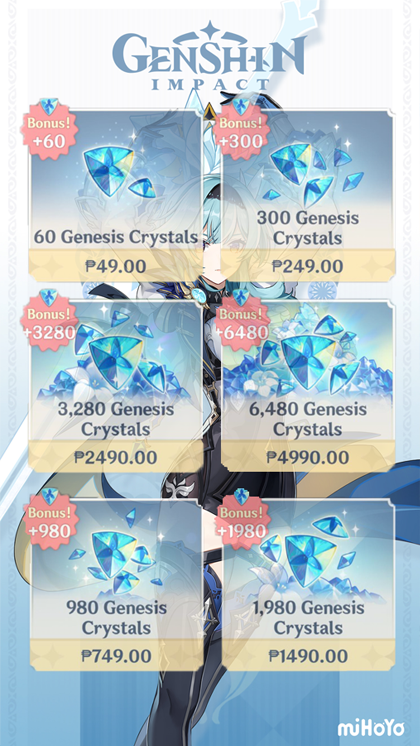 GENSHIN
IMPACT
Bonus!
+60
60 Genesis Crystals
₱49.00
Bonus!
+300
300 Genesis
Crystals
₱249.00
Bonus!
+3280
3,280 Genesis
Crystals
₱2490.00
Bonus!
+6480
6,480 Genesis
Crystals
₱4990.00
Bonus!
+980
980 Genesis
Crystals
₱749.00
Bonus!
+1980
1,980 Genesis
Crystals
₱1490.00
miHoYo